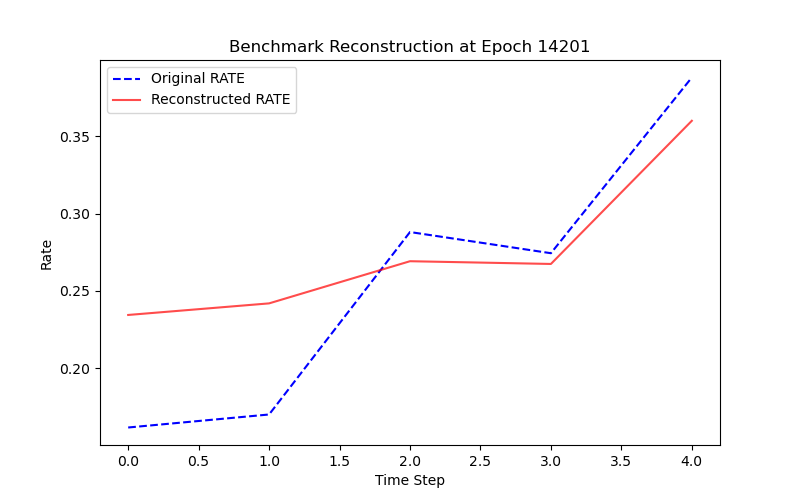 Benchmark Reconstruction at Epoch 14201
Original RATE
Reconstructed RATE
0.35
0.30
0.25
0.20
Rate
0.0 0.5 1.0 1.5 2.0 2.5 3.0 3.5 4.0
Time Step